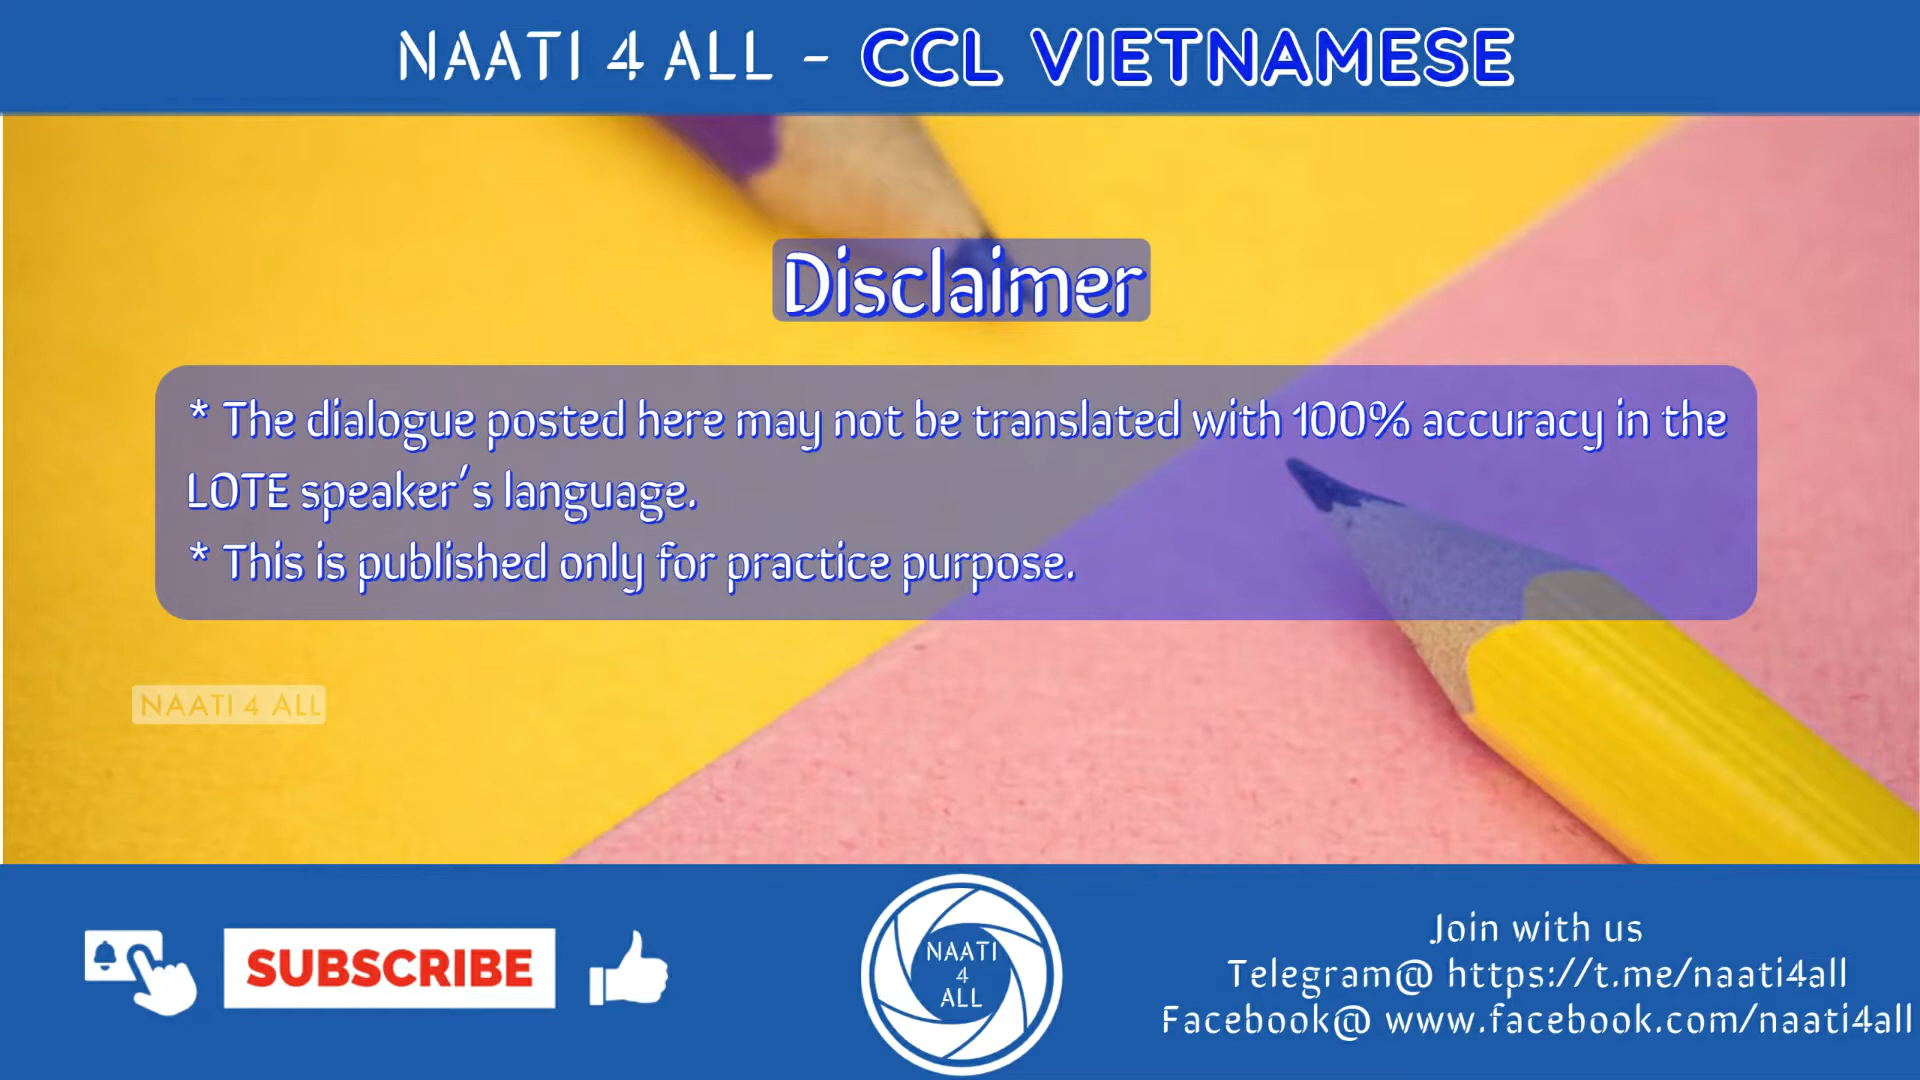 NAATI 4 ALL - CCL VIETNAMESE
Disclaimer
* The dialogue posted here may not be translated with 100% accuracy in the
LOTE speaker's language.
* This is published only for practice purpose.
NAATI 4 ALL
SUBSCRIBE
NAATI
4
ALL
Join with us
Telegram@ https://t.me/naati4all
Facebook@ www.facebook.com/naati4all